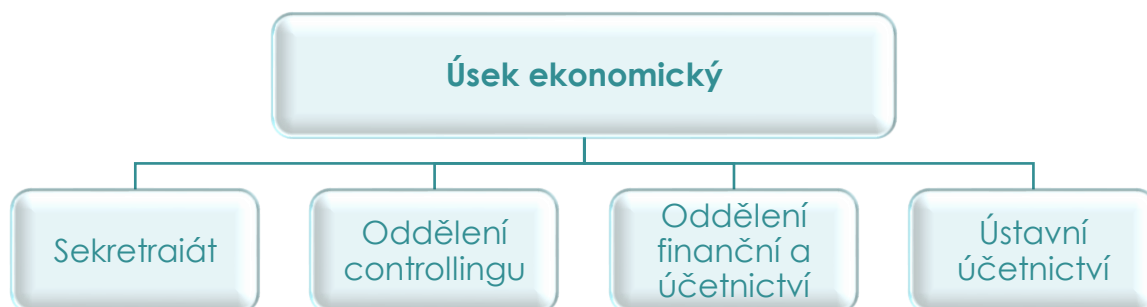 Úsek ekonomický
Sekretraiát
Oddělení
controllingu
Oddělení
finanční a
účetnictví
Ústavní
účetnictví